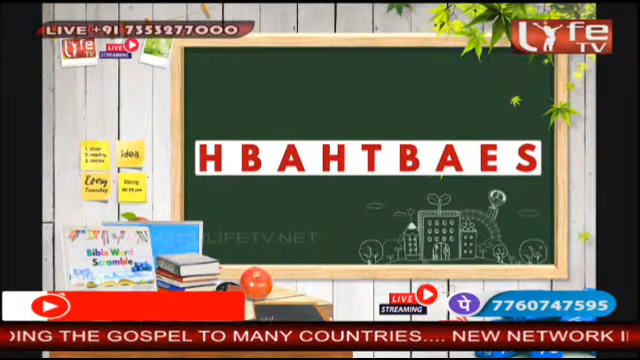 LIVE +91 7353277000
Lyfe TV
LIVE
STREAMING
Lyfe TV
idea
HBAHTBAES
Every
Tuesday
LIFETV.NET
Bible Word
Scramble
LIVE
STREAMING
पे
7760747595
DING THE GOSPEL TO MANY COUNTRIES.... NEW NETWORK I